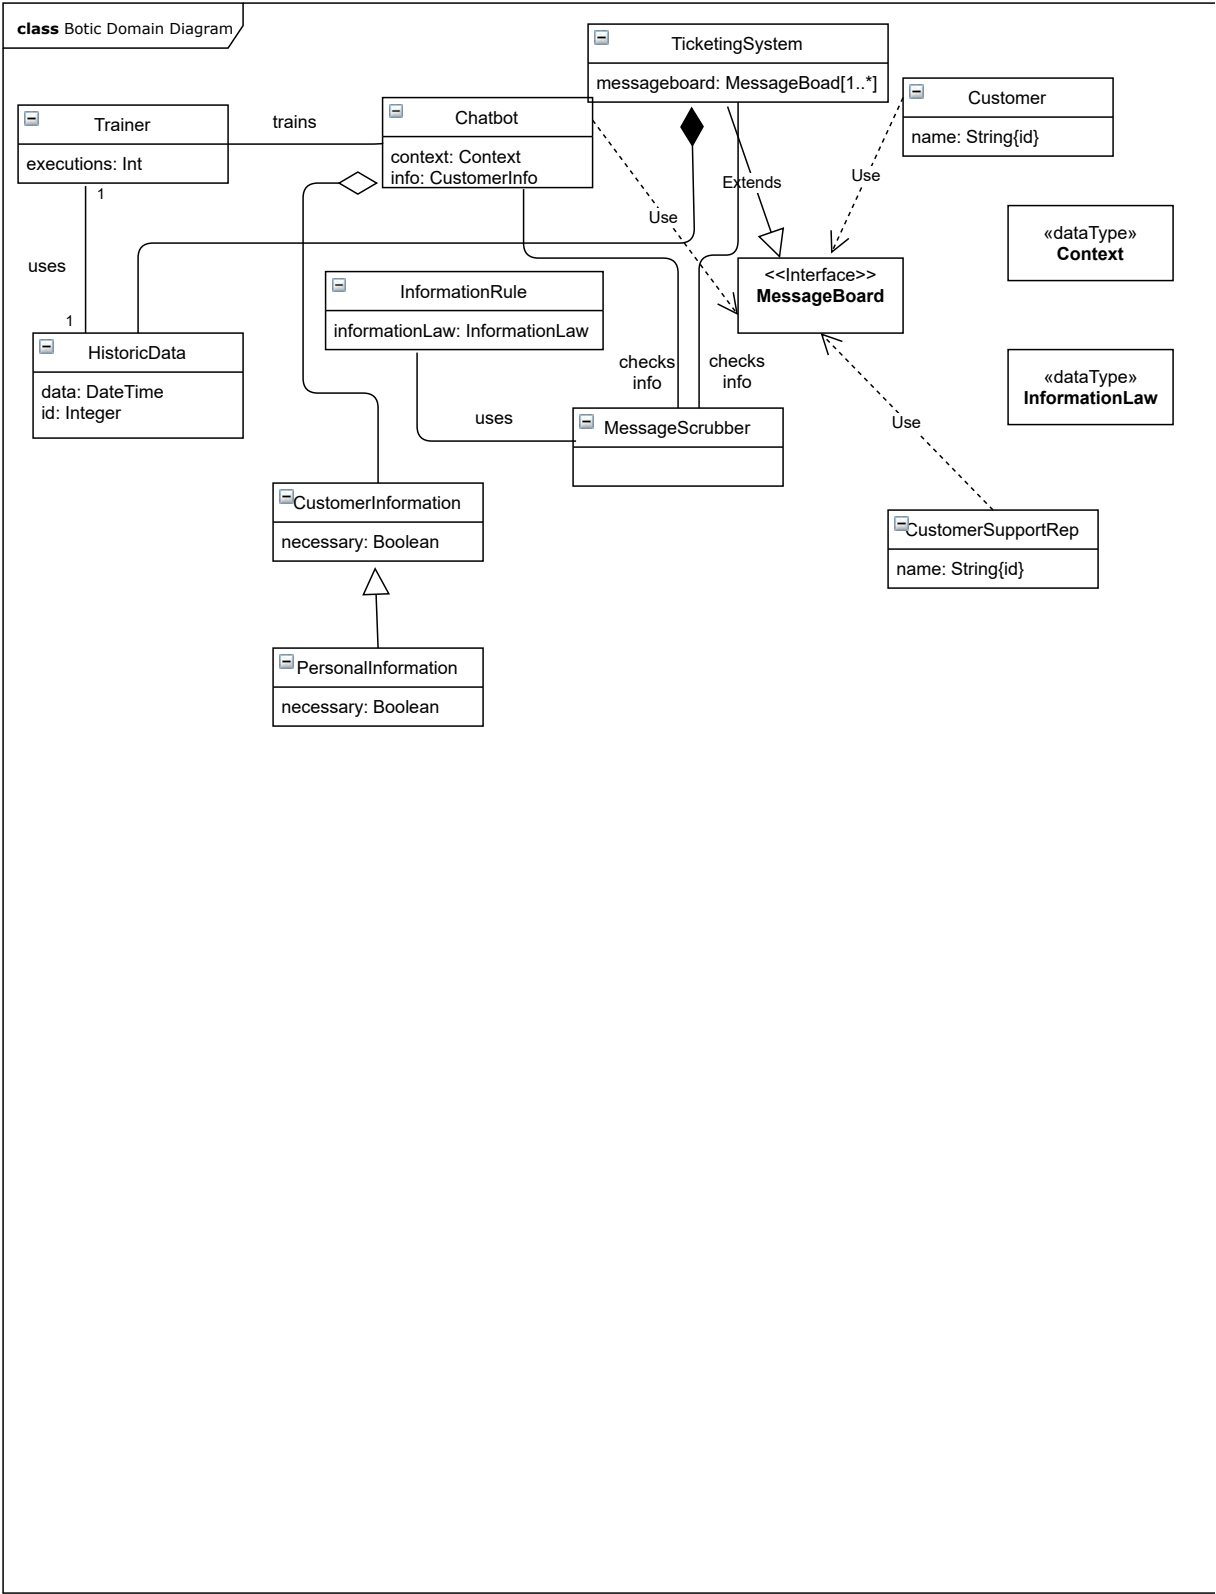 class Botic Domain Diagram
TicketingSystem
messageboard: MessageBoad[1..*]
Customer
name: String{id}
Trainer
executions: Int
trains
Chatbot
context: Context
info: CustomerInfo
1
uses
1
Use
Extends
Use
«dataType»
Context
<<Interface>>
MessageBoard
InformationRule
informationLaw: InformationLaw
HistoricData
data: DateTime
id: Integer
checks
info
checks
info
«dataType»
InformationLaw
uses
MessageScrubber
Use
CustomerInformation
necessary: Boolean
CustomerSupportRep
name: String{id}
PersonalInformation
necessary: Boolean